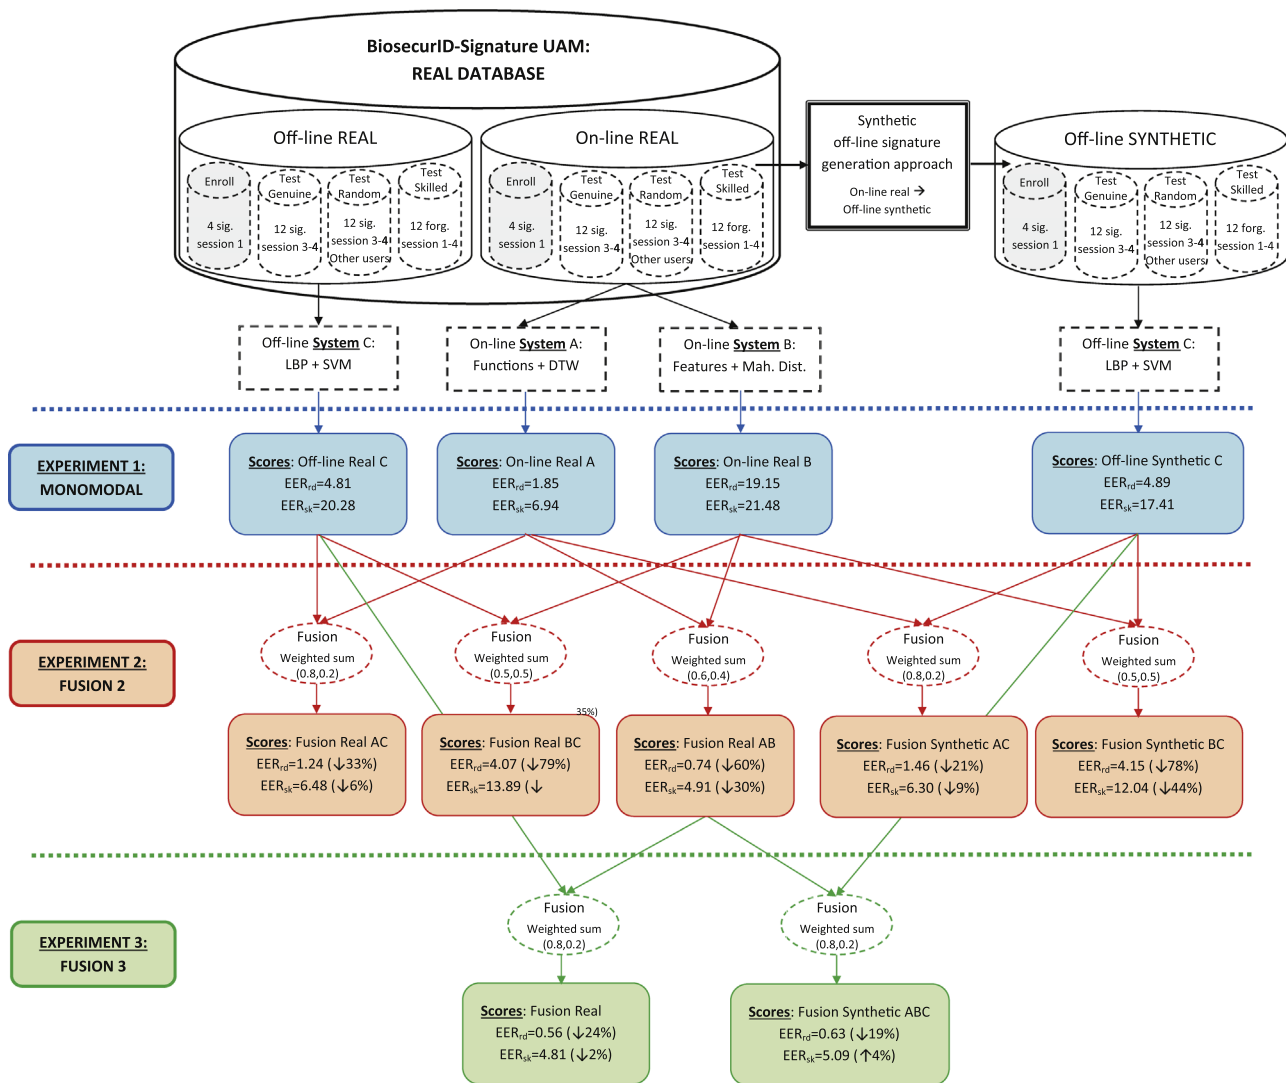 BiosecurID-Signature UAM:
REAL DATABASE
Off-line REAL
Enroll
4 sig.
session 1
Test
Genuine
12 sig.
session 3-4
Test
Random
12 sig.
session 3-4
Other users
Test
Skilled
12 forg.
session 1-4
On-line REAL
Enroll
4 sig.
session 1
Test
Genuine
12 sig.
session 3-4
Test
Random
12 sig.
session 3-4
Other users
Test
Skilled
12 forg.
session 1-4
Synthetic
off-line signature
generation approach
On-line real →
Off-line synthetic
Off-line SYNTHETIC
Enroll
4 sig.
session 1
Test
Genuine
12 sig.
session 3-4
Test
Random
12 sig.
session 3-4
Other users
Test
Skilled
12 forg.
session 1-4
Off-line System C:
LBP + SVM
On-line System A:
Functions + DTW
On-line System B:
Features + Mah. Dist.
Off-line System C:
LBP + SVM
EXPERIMENT 1:
MONOMODAL
Scores: Off-line Real C
EERrd=4.81
EERsk=20.28
Scores: On-line Real A
EERrd=1.85
EERsk=6.94
Scores: On-line Real B
EERrd=19.15
EERsk=21.48
Scores: Off-line Synthetic C
EERrd=4.89
EERsk=17.41
EXPERIMENT 2:
FUSION 2
Fusion
Weighted sum
(0.8,0.2)
Fusion
Weighted sum
(0.5,0.5)
Fusion
Weighted sum
(0.6,0.4)
Fusion
Weighted sum
(0.8,0.2)
Fusion
Weighted sum
(0.5,0.5)
Scores: Fusion Real AC
EERrd=1.24 (↓33%)
EERsk=6.48 (↓6%)
35%)
Scores: Fusion Real BC
EERrd=4.07 (↓79%)
EERsk=13.89 (↓
Scores: Fusion Real AB
EERrd=0.74 (↓60%)
EERsk=4.91 (↓30%)
Scores: Fusion Synthetic AC
EERrd=1.46 (↓21%)
EERsk=6.30 (↓9%)
Scores: Fusion Synthetic BC
EERrd=4.15 (↓78%)
EERsk=12.04 (↓44%)
EXPERIMENT 3:
FUSION 3
Fusion
Weighted sum
(0.8,0.2)
Fusion
Weighted sum
(0.8,0.2)
Scores: Fusion Real
EERrd=0.56 (↓24%)
EERsk=4.81 (↓2%)
Scores: Fusion Synthetic ABC
EERrd=0.63 (↓19%)
EERsk=5.09 (↑4%)